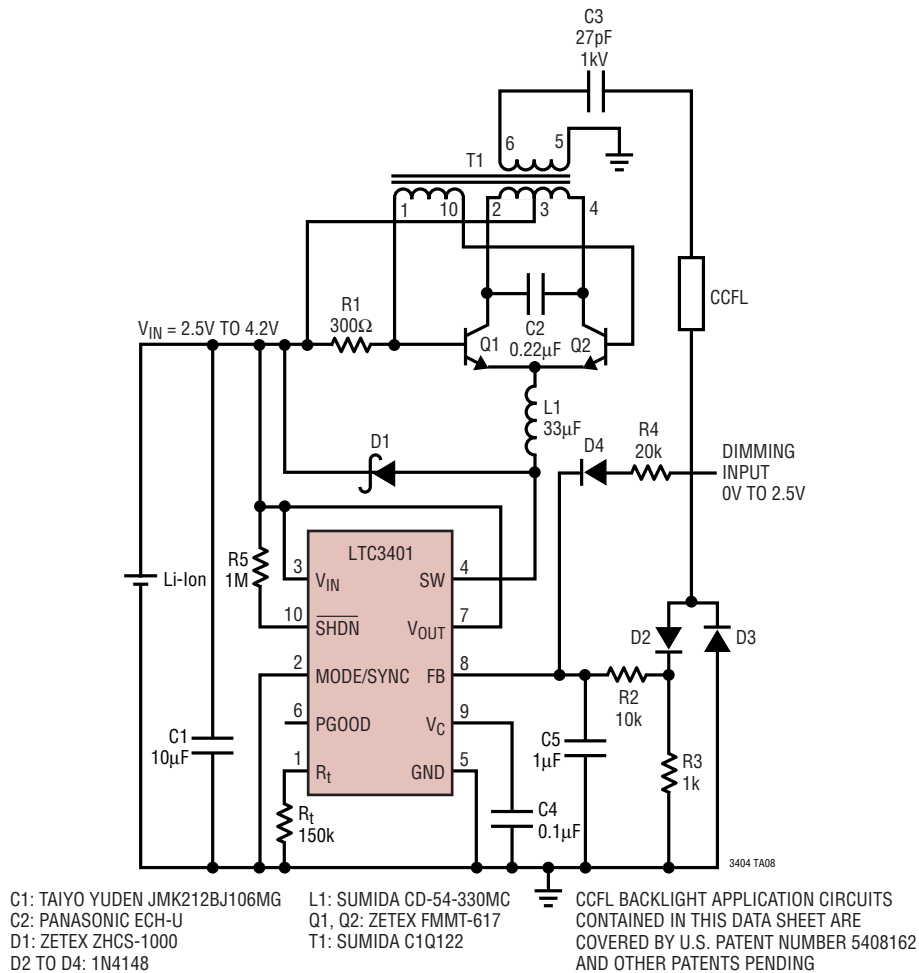 C3
27pF
1kV
6
5
T1
1
10
2
3
4
CCFL
R1
300Ω
V_IN = 2.5V TO 4.2V
Q1
C2
0.22µF
Q2
L1
33µF
D1
D4
R4
20k
DIMMING
INPUT
0V TO 2.5V
LTC3401
R5
1M
Li-Ion
3
V_IN
SW
4
10
SHDN
V_OUT
7
D2
D3
2
MODE/SYNC
FB
8
R2
10k
6
PGOOD
V_C
9
C1
10µF
C5
1µF
R3
1k
1
R_t
GND
5
R_t
150k
C4
0.1µF
3404 TA08
C1: TAIYO YUDEN JMK212BJ106MG
C2: PANASONIC ECH-U
D1: ZETEX ZHCS-1000
D2 TO D4: 1N4148
L1: SUMIDA CD-54-330MC
Q1, Q2: ZETEX FMMT-617
T1: SUMIDA C1Q122
CCFL BACKLIGHT APPLICATION CIRCUITS
CONTAINED IN THIS DATA SHEET ARE
COVERED BY U.S. PATENT NUMBER 5408162
AND OTHER PATENTS PENDING